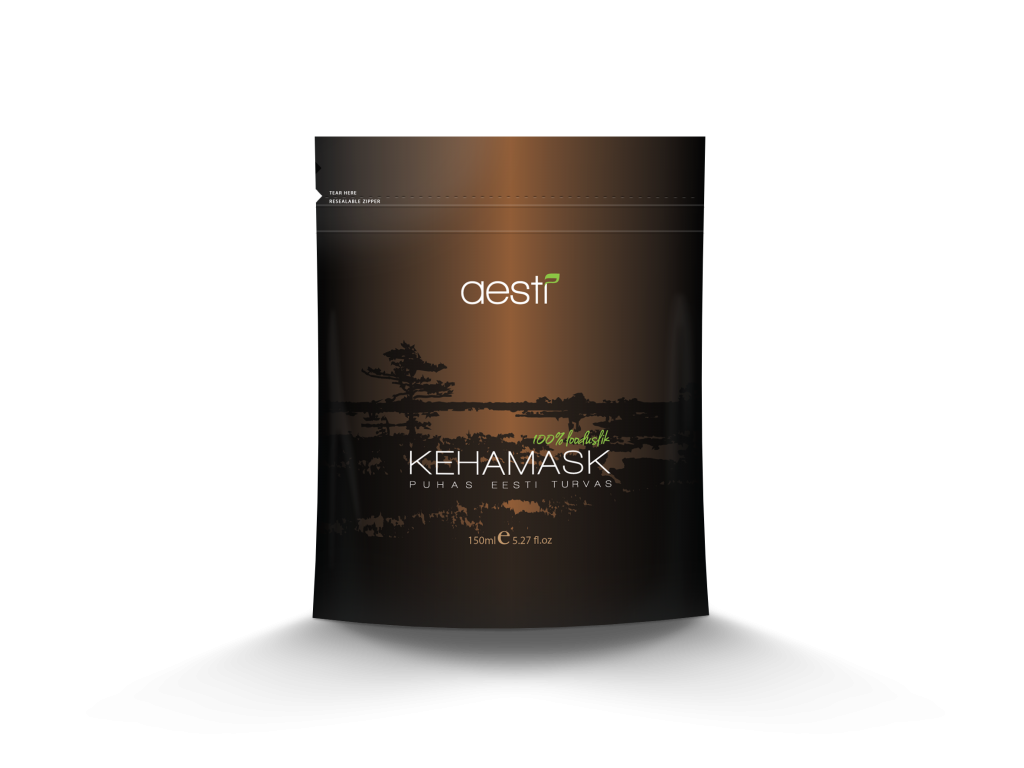 TEAR HERE
RESEALABLE ZIPPER
aesti
100% looduslik
KEHAMASK
PUHAS EESTI TURVAS
150ml e 5.27 fl.oz